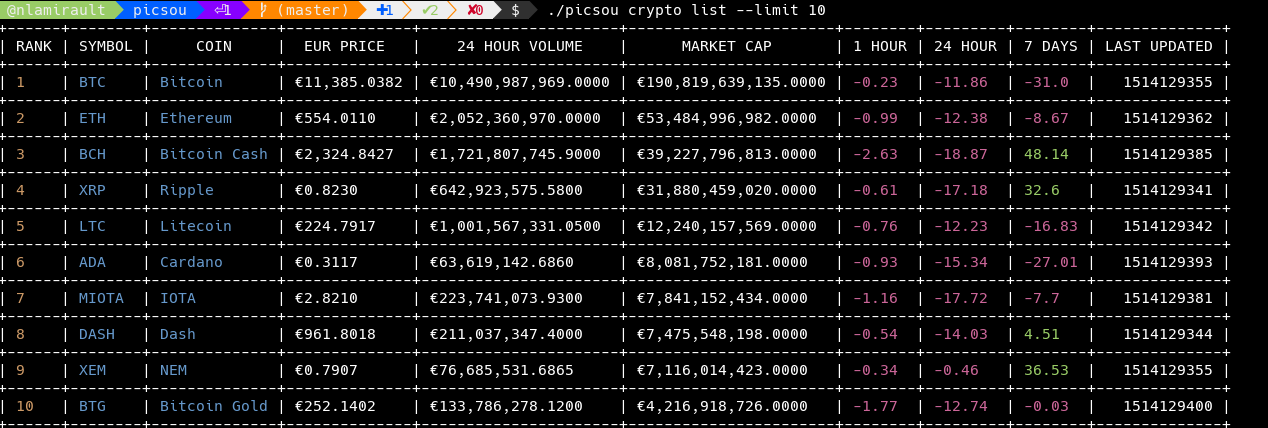 @nlamirault picsou ⏎1 (master) ✚1 ✔2 ✘0 $ ./picsou crypto list --limit 10
| RANK | SYMBOL | COIN | EUR PRICE | 24 HOUR VOLUME | MARKET CAP | 1 HOUR | 24 HOUR | 7 DAYS | LAST UPDATED |
| 1 | BTC | Bitcoin | €11,385.0382 | €10,490,987,969.0000 | €190,819,639,135.0000 | -0.23 | -11.86 | -31.0 | 1514129355 |
| 2 | ETH | Ethereum | €554.0110 | €2,052,360,970.0000 | €53,484,996,982.0000 | -0.99 | -12.38 | -8.67 | 1514129362 |
| 3 | BCH | Bitcoin Cash | €2,324.8427 | €1,721,807,745.9000 | €39,227,796,813.0000 | -2.63 | -18.87 | 48.14 | 1514129385 |
| 4 | XRP | Ripple | €0.8230 | €642,923,575.5800 | €31,880,459,020.0000 | -0.61 | -17.18 | 32.6 | 1514129341 |
| 5 | LTC | Litecoin | €224.7917 | €1,001,567,331.0500 | €12,240,157,569.0000 | -0.76 | -12.23 | -16.83 | 1514129342 |
| 6 | ADA | Cardano | €0.3117 | €63,619,142.6860 | €8,081,752,181.0000 | -0.93 | -15.34 | -27.01 | 1514129393 |
| 7 | MIOTA | IOTA | €2.8210 | €223,741,073.9300 | €7,841,152,434.0000 | -1.16 | -17.72 | -7.7 | 1514129381 |
| 8 | DASH | Dash | €961.8018 | €211,037,347.4000 | €7,475,548,198.0000 | -0.54 | -14.03 | 4.51 | 1514129344 |
| 9 | XEM | NEM | €0.7907 | €76,685,531.6865 | €7,116,014,423.0000 | -0.34 | -0.46 | 36.53 | 1514129355 |
| 10 | BTG | Bitcoin Gold | €252.1402 | €133,786,278.1200 | €4,216,918,726.0000 | -1.77 | -12.74 | -0.03 | 1514129400 |